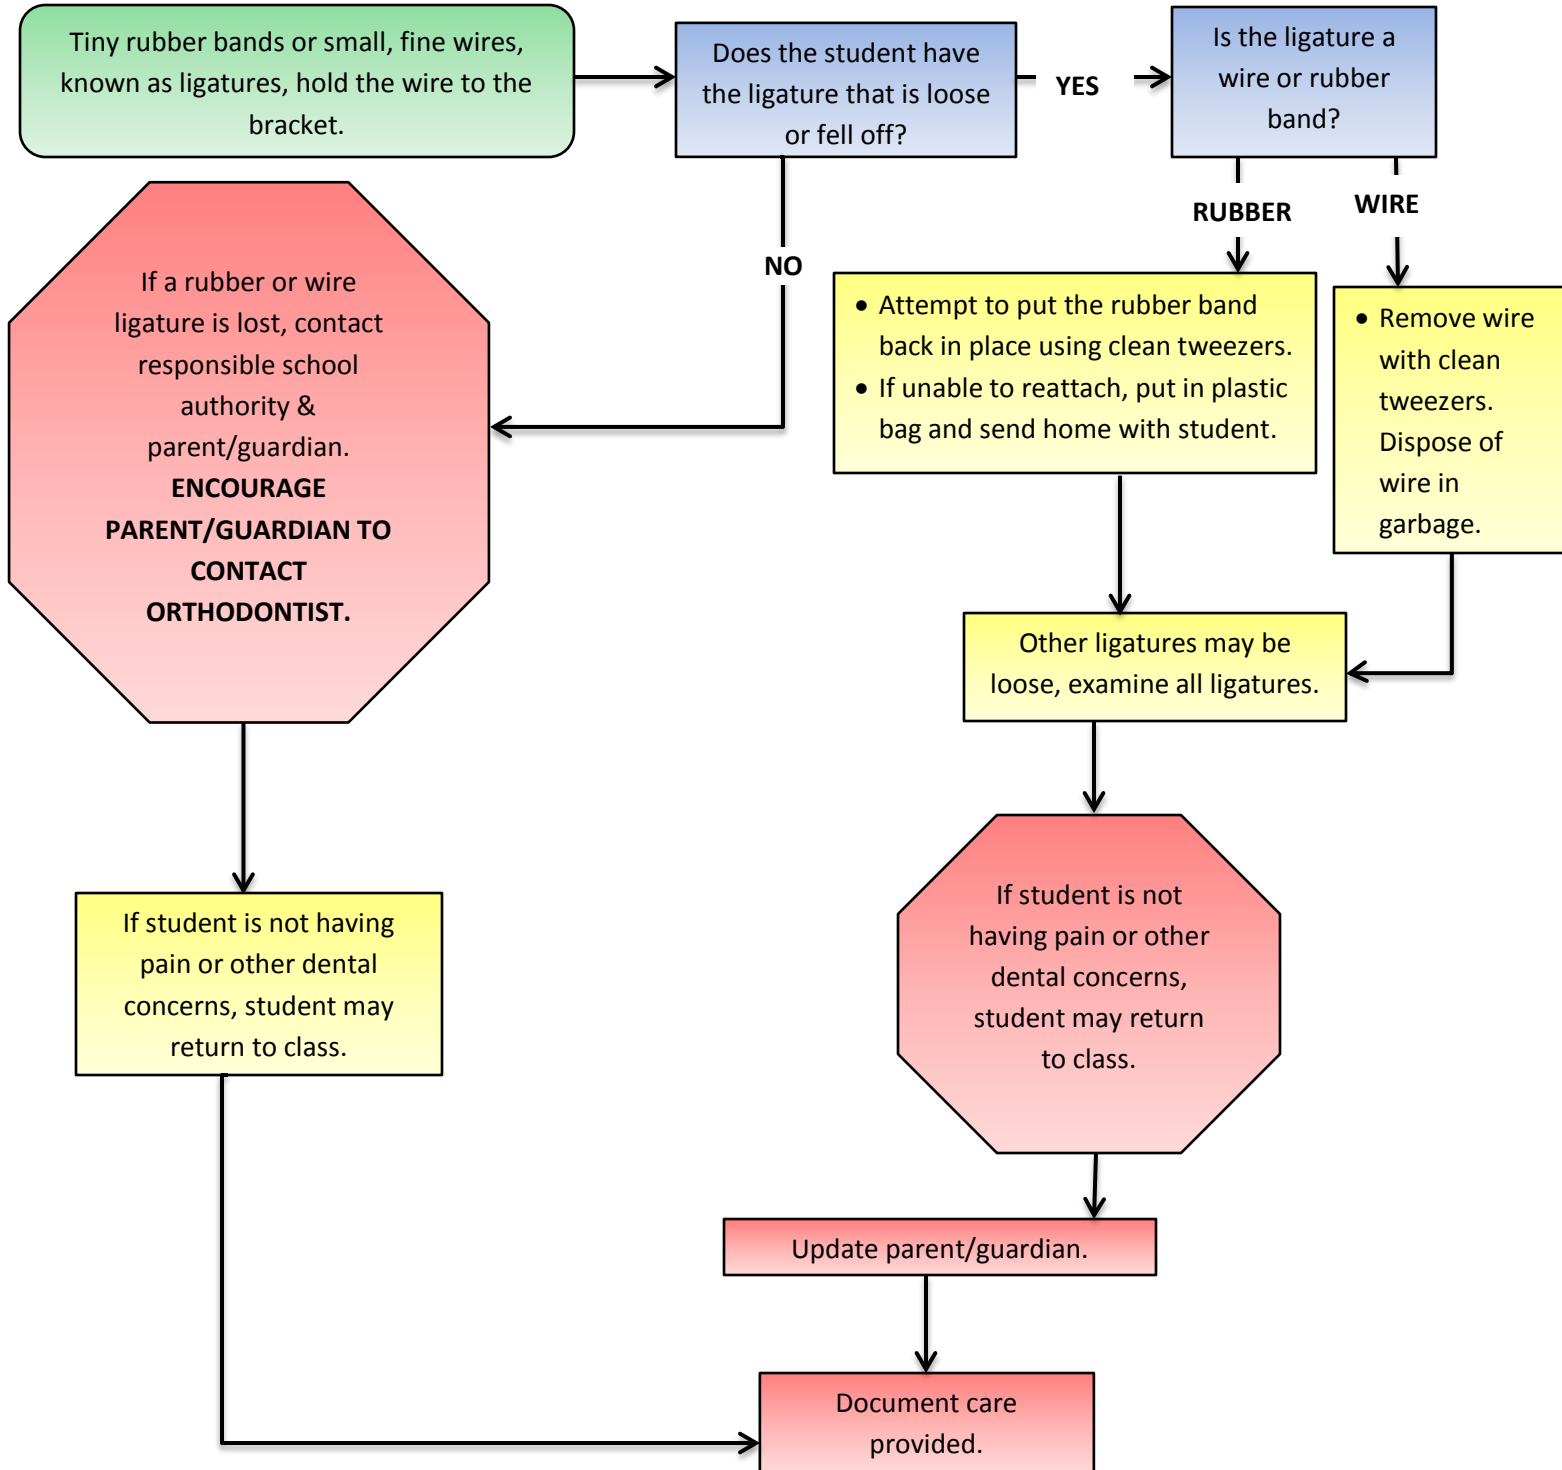 Tiny rubber bands or small, fine wires,
known as ligatures, hold the wire to the
bracket.
Does the student have
the ligature that is loose
or fell off?
YES
Is the ligature a
wire or rubber
band?
RUBBER
WIRE
NO
If a rubber or wire
ligature is lost, contact
responsible school
authority &
parent/guardian.
ENCOURAGE
PARENT/GUARDIAN TO
CONTACT
ORTHODONTIST.
• Attempt to put the rubber band
back in place using clean tweezers.
• If unable to reattach, put in plastic
bag and send home with student.
• Remove wire
with clean
tweezers.
Dispose of
wire in
garbage.
Other ligatures may be
loose, examine all ligatures.
If student is not having
pain or other dental
concerns, student may
return to class.
If student is not
having pain or other
dental concerns,
student may return
to class.
Update parent/guardian.
Document care
provided.